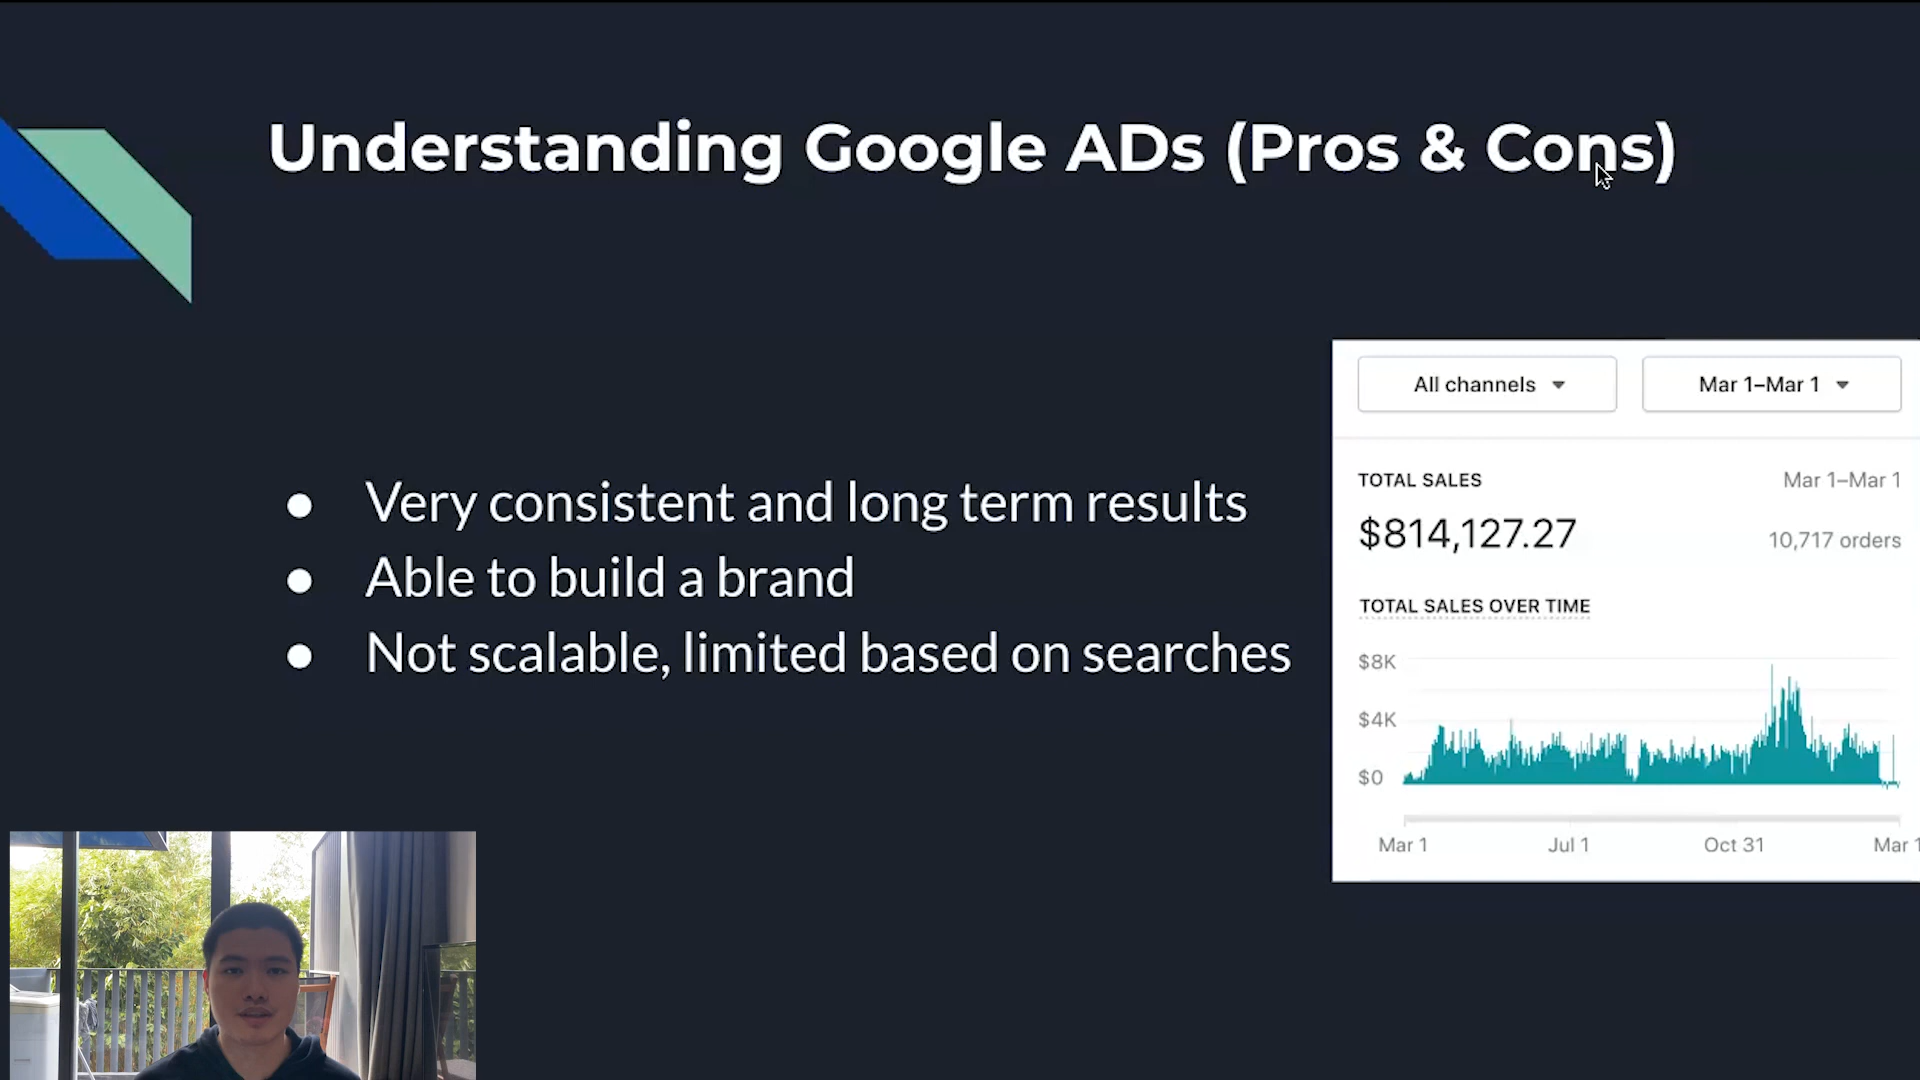 Understanding Google ADs (Pros & Cons)
● Very consistent and long term results
● Able to build a brand
● Not scalable, limited based on searches
All channels
Mar 1–Mar 1
TOTAL SALES
Mar 1–Mar 1
$814,127.27
10,717 orders
TOTAL SALES OVER TIME
$8K
$4K
$0
Mar 1
Jul 1
Oct 31
Mar 1